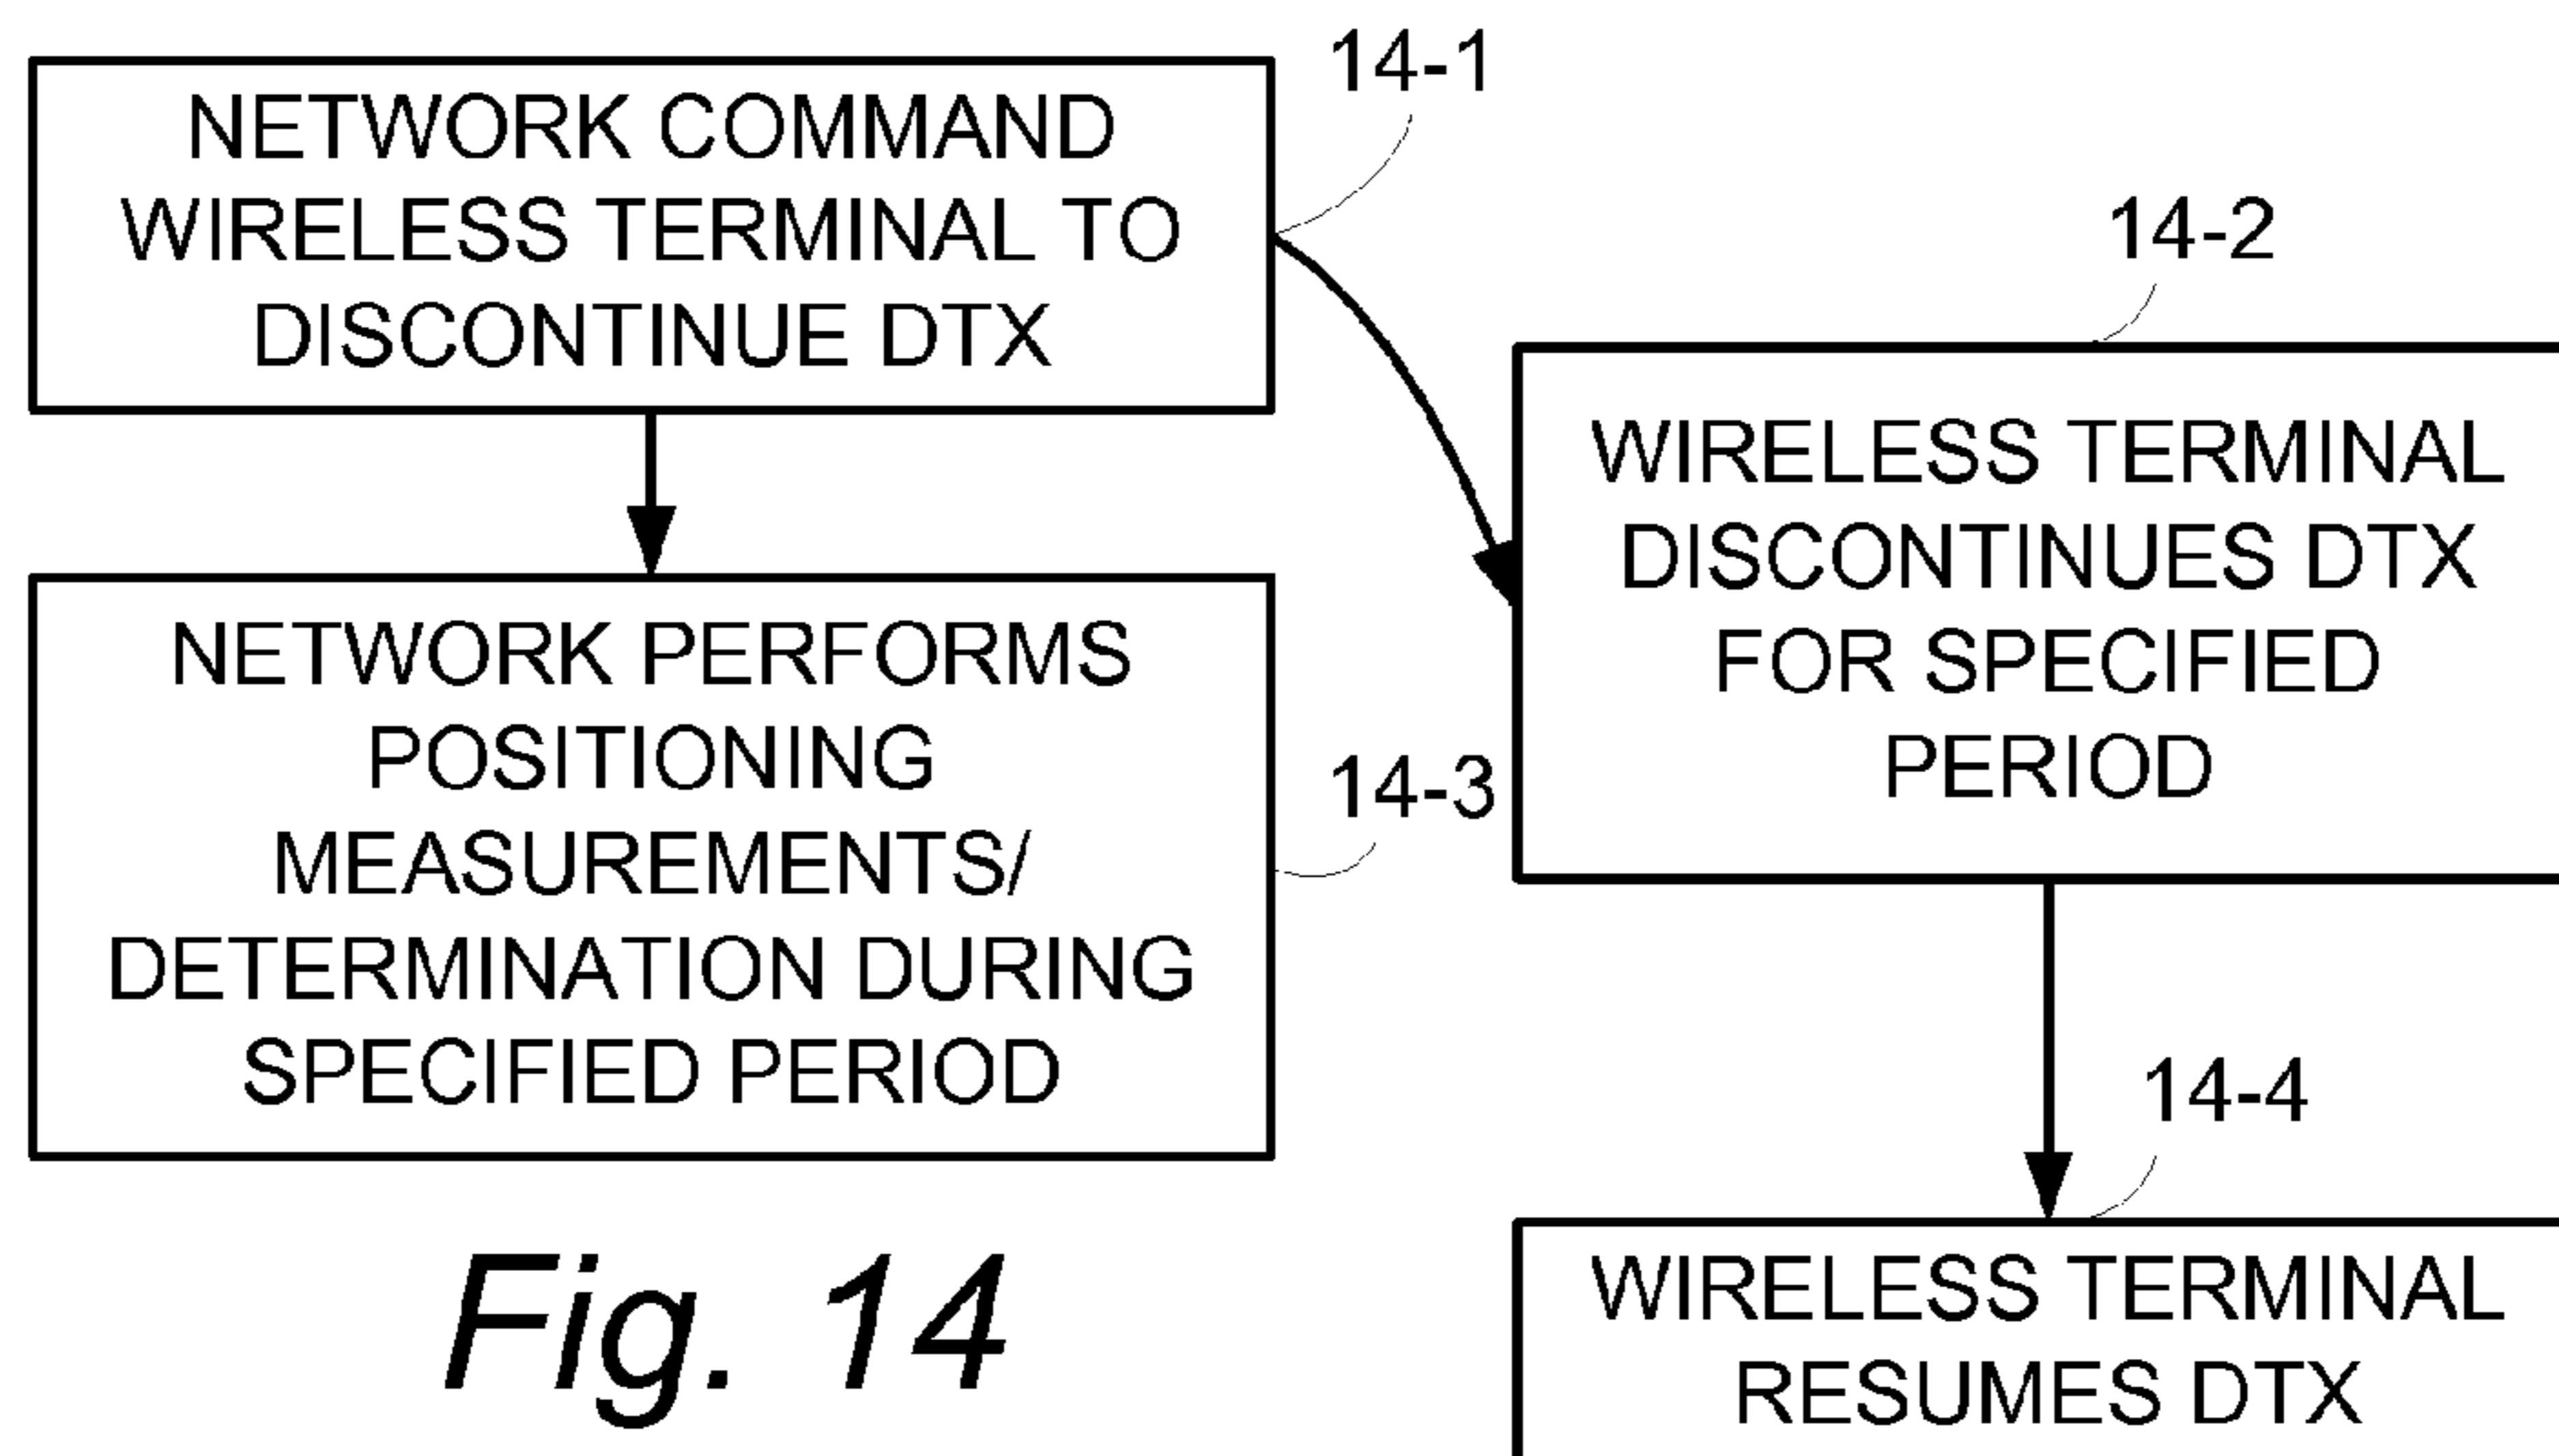 14-1
NETWORK COMMAND
WIRELESS TERMINAL TO
DISCONTINUE DTX
14-2
WIRELESS TERMINAL
DISCONTINUES DTX
FOR SPECIFIED
PERIOD
NETWORK PERFORMS
POSITIONING
MEASUREMENTS/
DETERMINATION DURING
SPECIFIED PERIOD
14-3
14-4
WIRELESS TERMINAL
RESUMES DTX
Fig. 14